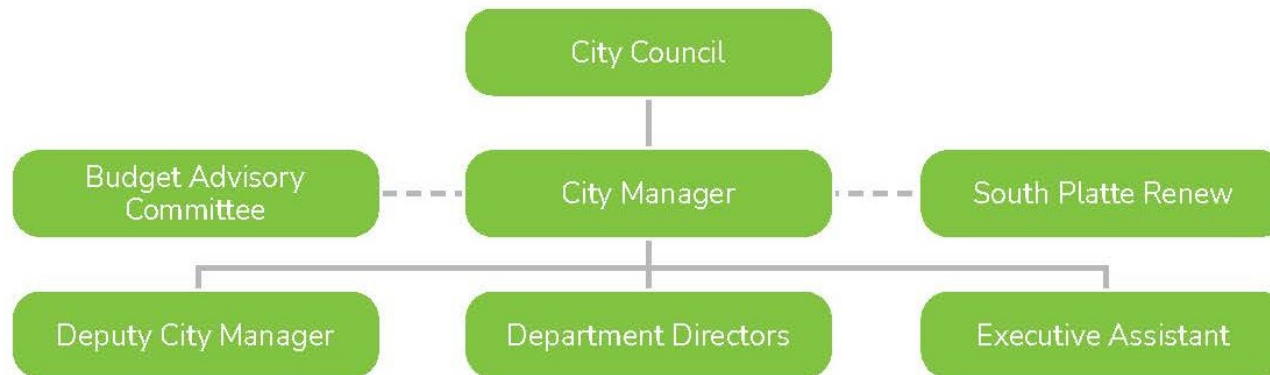 City Council
Budget Advisory
Committee
City Manager
South Platte Renew
Deputy City Manager
Department Directors
Executive Assistant